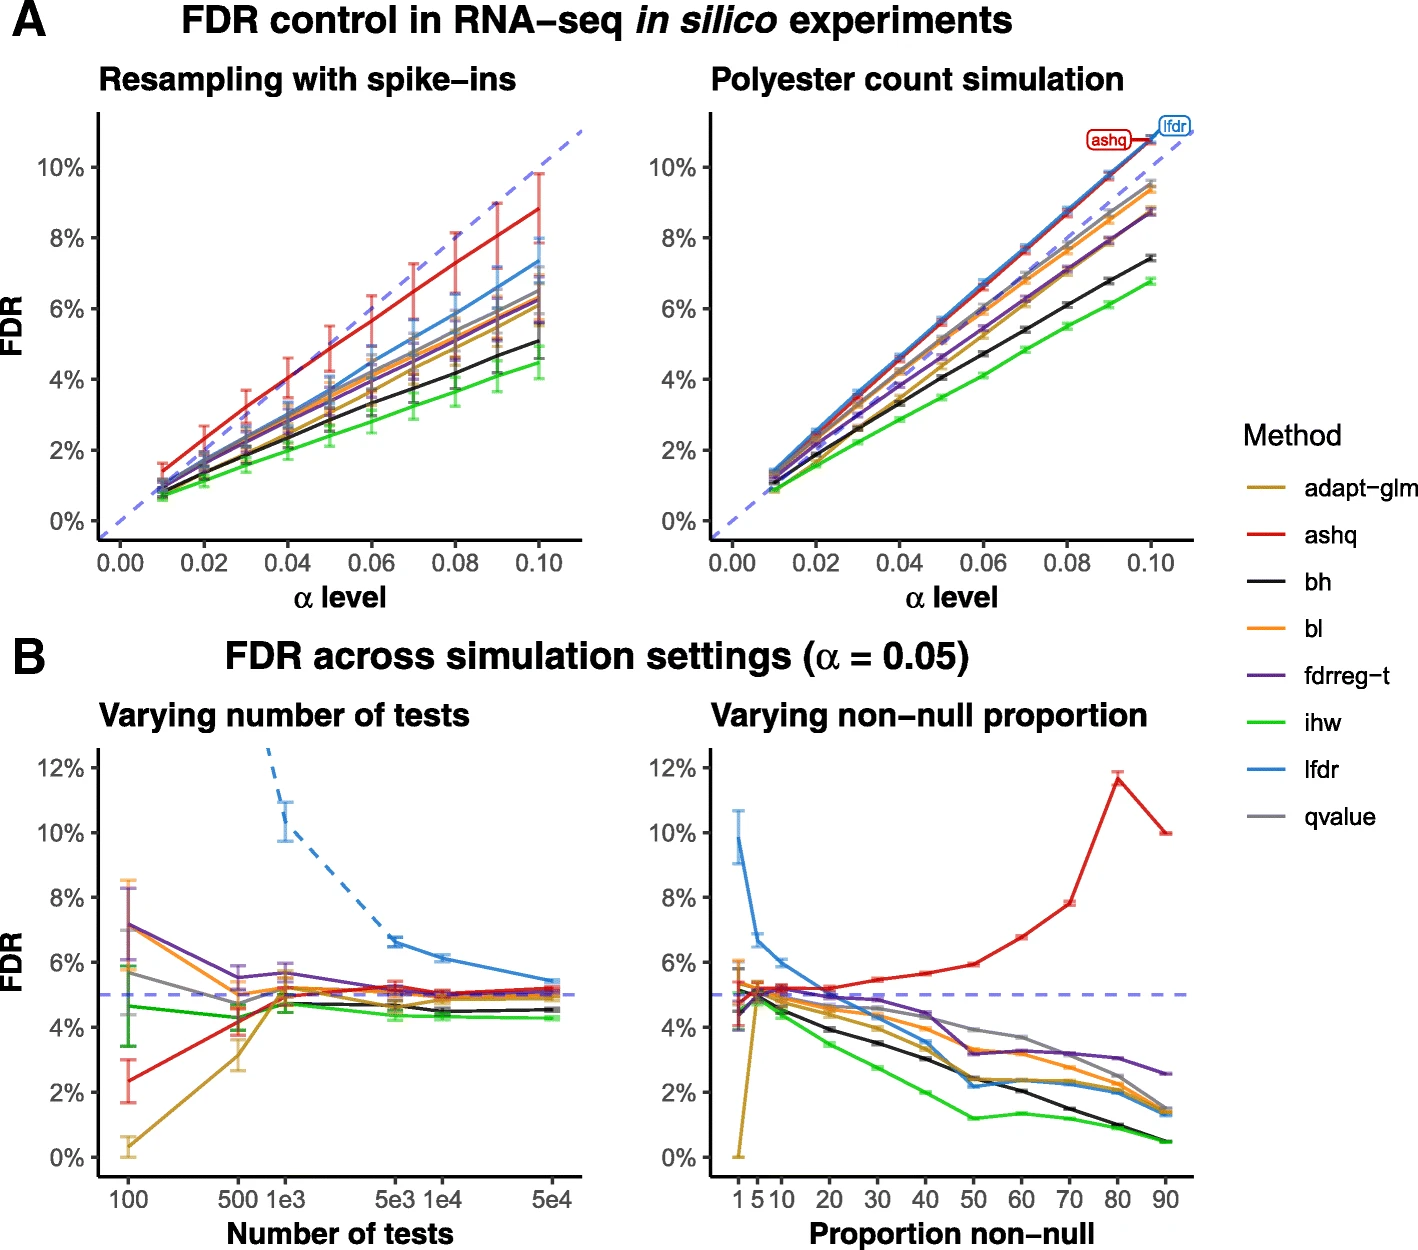 A FDR control in RNA−seq in silico experiments
Resampling with spike−ins
Polyester count simulation
FDR
10%
8%
6%
4%
2%
0%
0.00 0.02 0.04 0.06 0.08 0.10
α level
10%
8%
6%
4%
2%
0%
ashq
lfdr
0.00 0.02 0.04 0.06 0.08 0.10
α level
Method
adapt−glm
ashq
bh
bl
fdrreg−t
ihw
lfdr
qvalue
B FDR across simulation settings (α = 0.05)
Varying number of tests
Varying non−null proportion
FDR
12%
10%
8%
6%
4%
2%
0%
100 500 1e3 5e3 1e4 5e4
Number of tests
12%
10%
8%
6%
4%
2%
0%
1 5 10 20 30 40 50 60 70 80 90
Proportion non−null